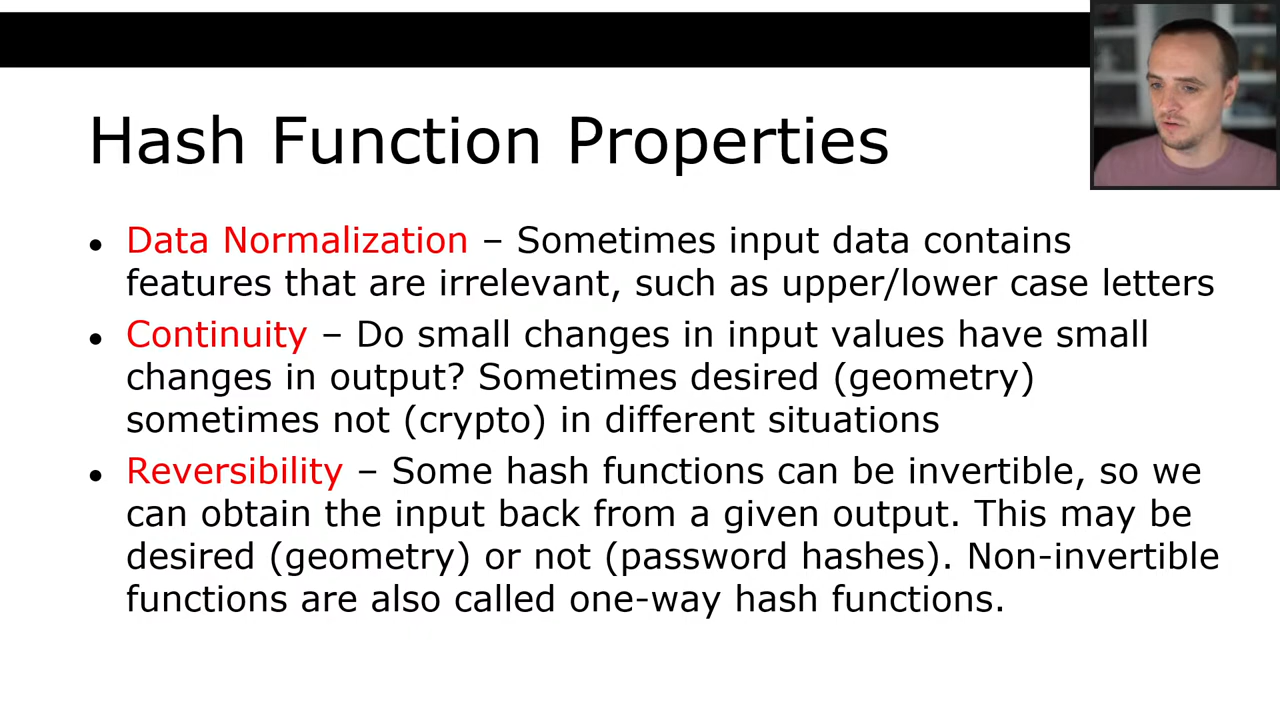 Hash Function Properties
• Data Normalization – Sometimes input data contains
features that are irrelevant, such as upper/lower case letters
• Continuity – Do small changes in input values have small
changes in output? Sometimes desired (geometry)
sometimes not (crypto) in different situations
• Reversibility – Some hash functions can be invertible, so we
can obtain the input back from a given output. This may be
desired (geometry) or not (password hashes). Non-invertible
functions are also called one-way hash functions.